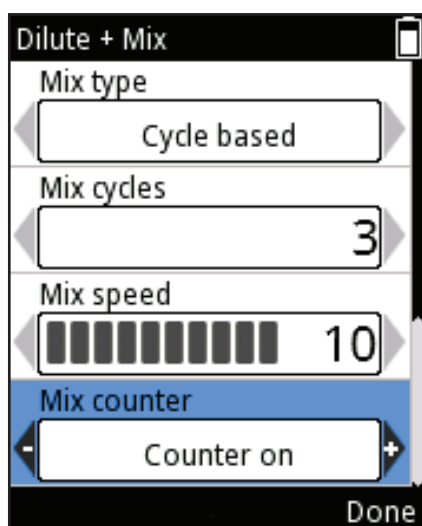 Dilute + Mix
Mix type
Cycle based
Mix cycles
3
Mix speed
10
Mix counter
- Counter on +
Done